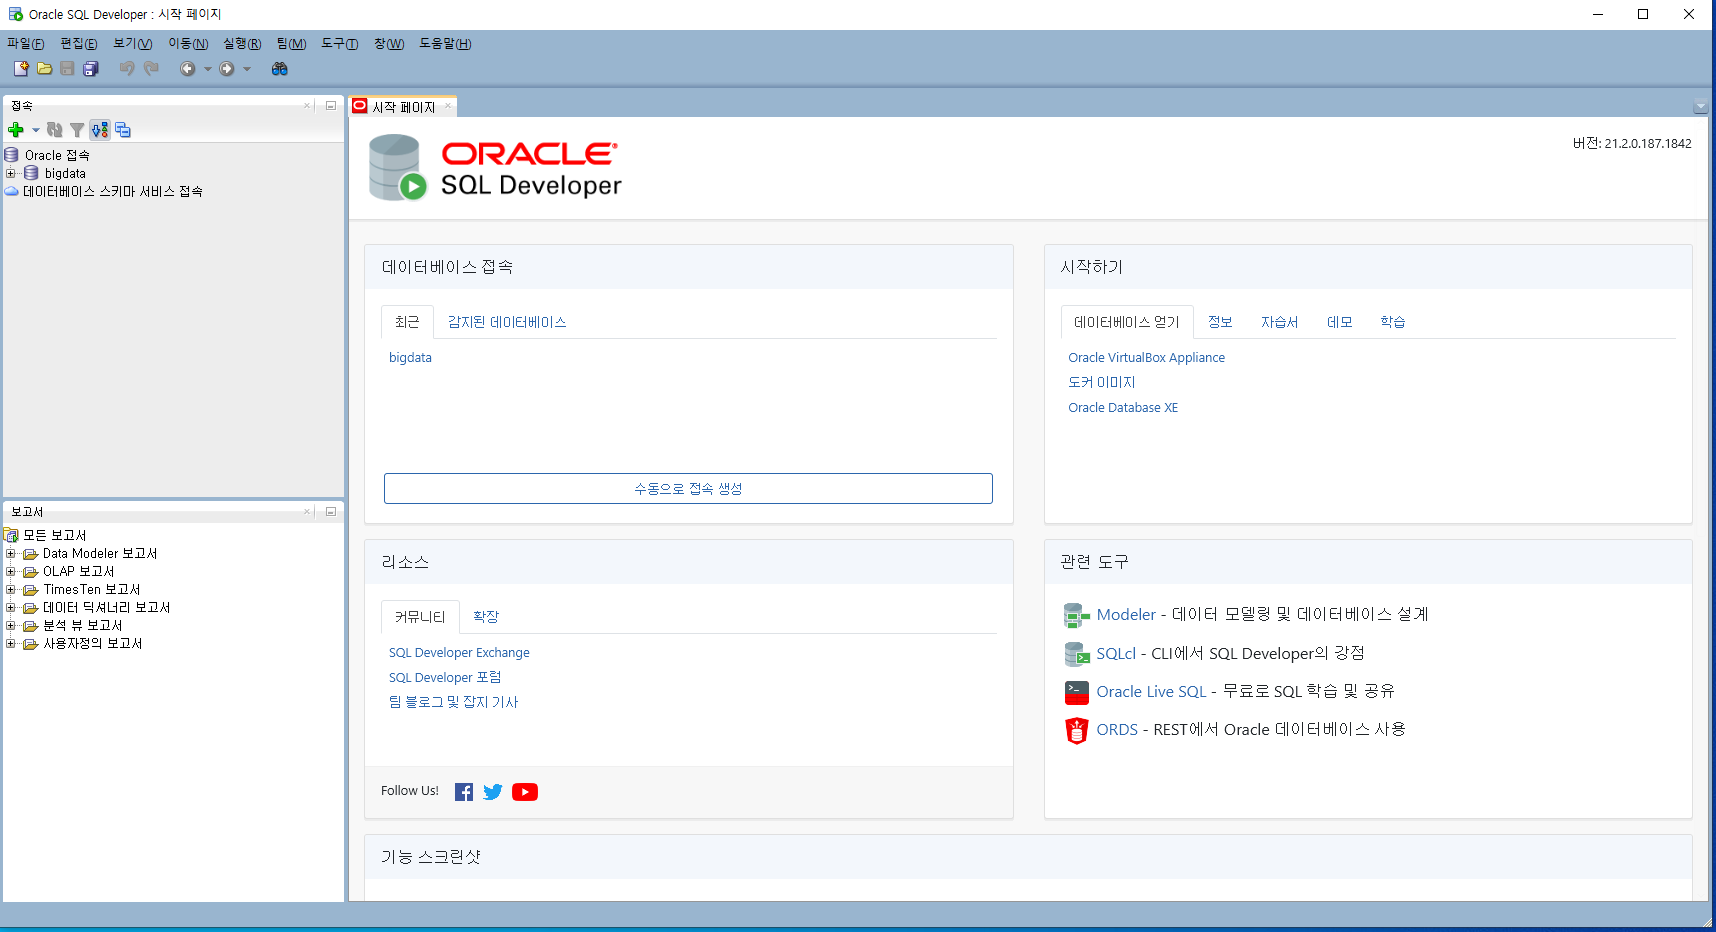 Oracle SQL Developer : 시작 페이지
파일(F) 편집(E) 보기(V) 이동(N) 실행(R) 팀(M) 도구(T) 창(W) 도움말(H)
접속
Oracle 접속
bigdata
데이터베이스 스키마 서비스 접속
보고서
모든 보고서
Data Modeler 보고서
OLAP 보고서
TimesTen 보고서
데이터 딕셔너리 보고서
분석 뷰 보고서
사용자정의 보고서
시작 페이지
ORACLE
SQL Developer
버전: 21.2.0.187.1842
데이터베이스 접속
최근 감지된 데이터베이스
bigdata
수동으로 접속 생성
시작하기
데이터베이스 얻기 정보 자습서 데모 학습
Oracle VirtualBox Appliance
도커 이미지
Oracle Database XE
리소스
커뮤니티 확장
SQL Developer Exchange
SQL Developer 포럼
팀 블로그 및 잡지 기사
Follow Us!
관련 도구
Modeler - 데이터 모델링 및 데이터베이스 설계
SQLcl - CLI에서 SQL Developer의 강점
Oracle Live SQL - 무료로 SQL 학습 및 공유
ORDS - REST에서 Oracle 데이터베이스 사용
기능 스크린샷